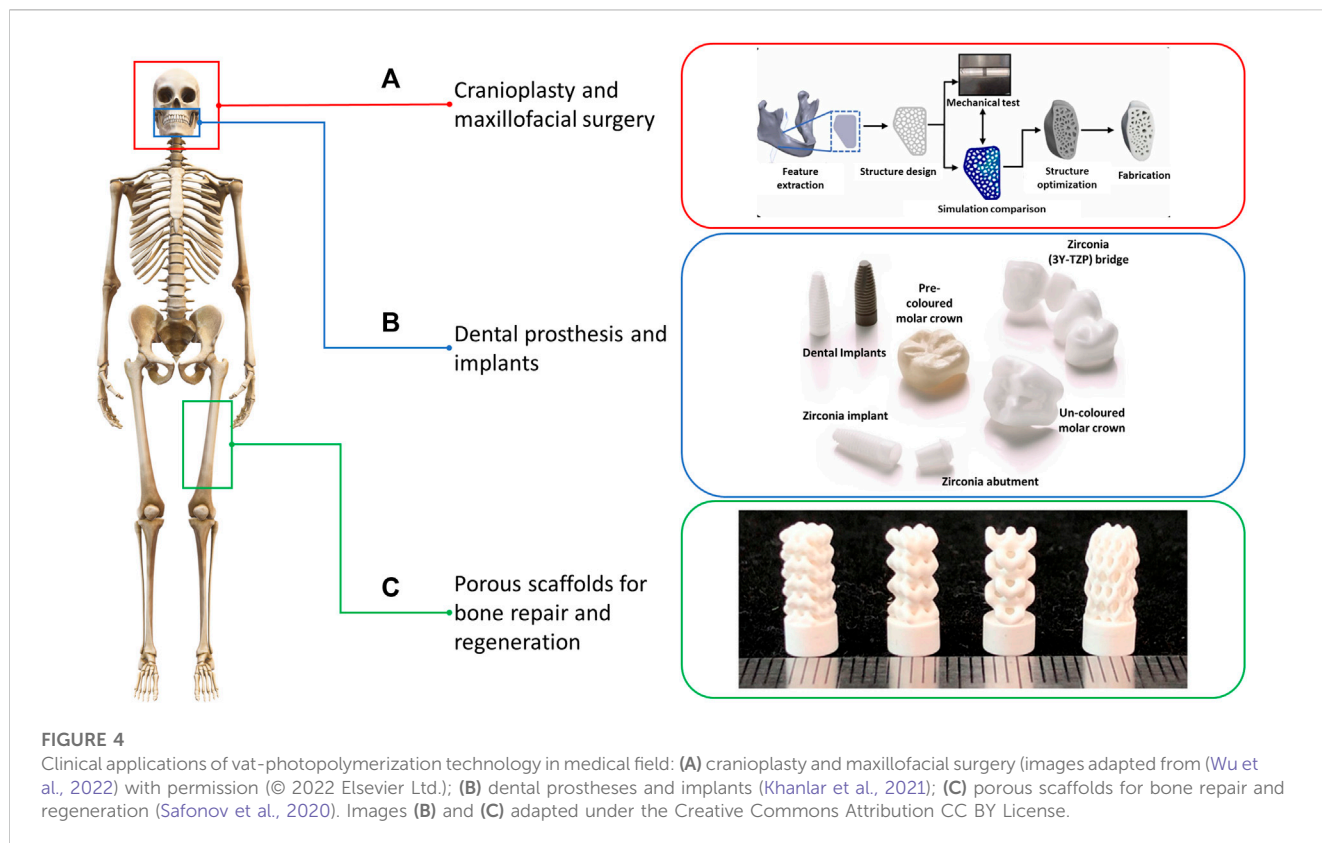 A
Cranioplasty and
maxillofacial surgery
Mechanical test
Feature
extraction
Structure design
Structure
optimization
Fabrication
Simulation comparison
B
Dental prosthesis and
implants
Zirconia
(3Y-TZP) bridge
Pre-
coloured
molar crown
Dental Implants
Zirconia implant
Un-coloured
molar crown
Zirconia abutment
C
Porous scaffolds for
bone repair and
regeneration
FIGURE 4
Clinical applications of vat-photopolymerization technology in medical field: (A) cranioplasty and maxillofacial surgery (images adapted from (Wu et
al., 2022) with permission (© 2022 Elsevier Ltd.); (B) dental prostheses and implants (Khanlar et al., 2021); (C) porous scaffolds for bone repair and
regeneration (Safonov et al., 2020). Images (B) and (C) adapted under the Creative Commons Attribution CC BY License.